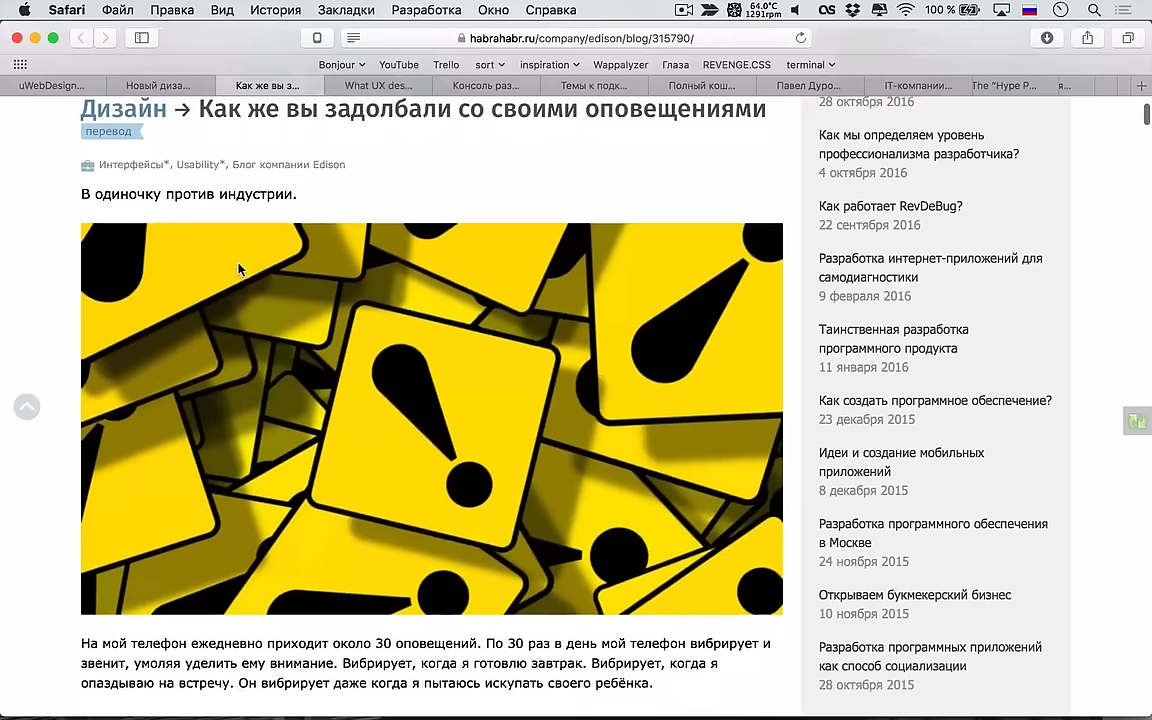 Safari Файл Правка Вид История Закладки Разработка Окно Справка 64.0°C 1291rpm 100 %
habrahabr.ru/company/edison/blog/315790/
Bonjour YouTube Trello sort inspiration Wappalyzer Глаза REVENGE.CSS terminal
uWebDesign... Новый диза... Как же вы з... What UX des... Консоль раз... Темы к подк... Полный кош... Павел Дуро... IT-компании... The "Hype P... я...
Дизайн → Как же вы задолбали со своими оповещениями
перевод
Интерфейсы*, Usability*, Блог компании Edison
В одиночку против индустрии.
На мой телефон ежедневно приходит около 30 оповещений. По 30 раз в день мой телефон вибрирует и
звенит, умоляя уделить ему внимание. Вибрирует, когда я готовлю завтрак. Вибрирует, когда я
опаздываю на встречу. Он вибрирует даже когда я пытаюсь искупать своего ребёнка.
28 октября 2016
Как мы определяем уровень
профессионализма разработчика?
4 октября 2016
Как работает RevDeBug?
22 сентября 2016
Разработка интернет-приложений для
самодиагностики
9 февраля 2016
Таинственная разработка
программного продукта
11 января 2016
Как создать программное обеспечение?
23 декабря 2015
Идеи и создание мобильных
приложений
8 декабря 2015
Разработка программного обеспечения
в Москве
24 ноября 2015
Открываем букмекерский бизнес
10 ноября 2015
Разработка программных приложений
как способ социализации
28 октября 2015